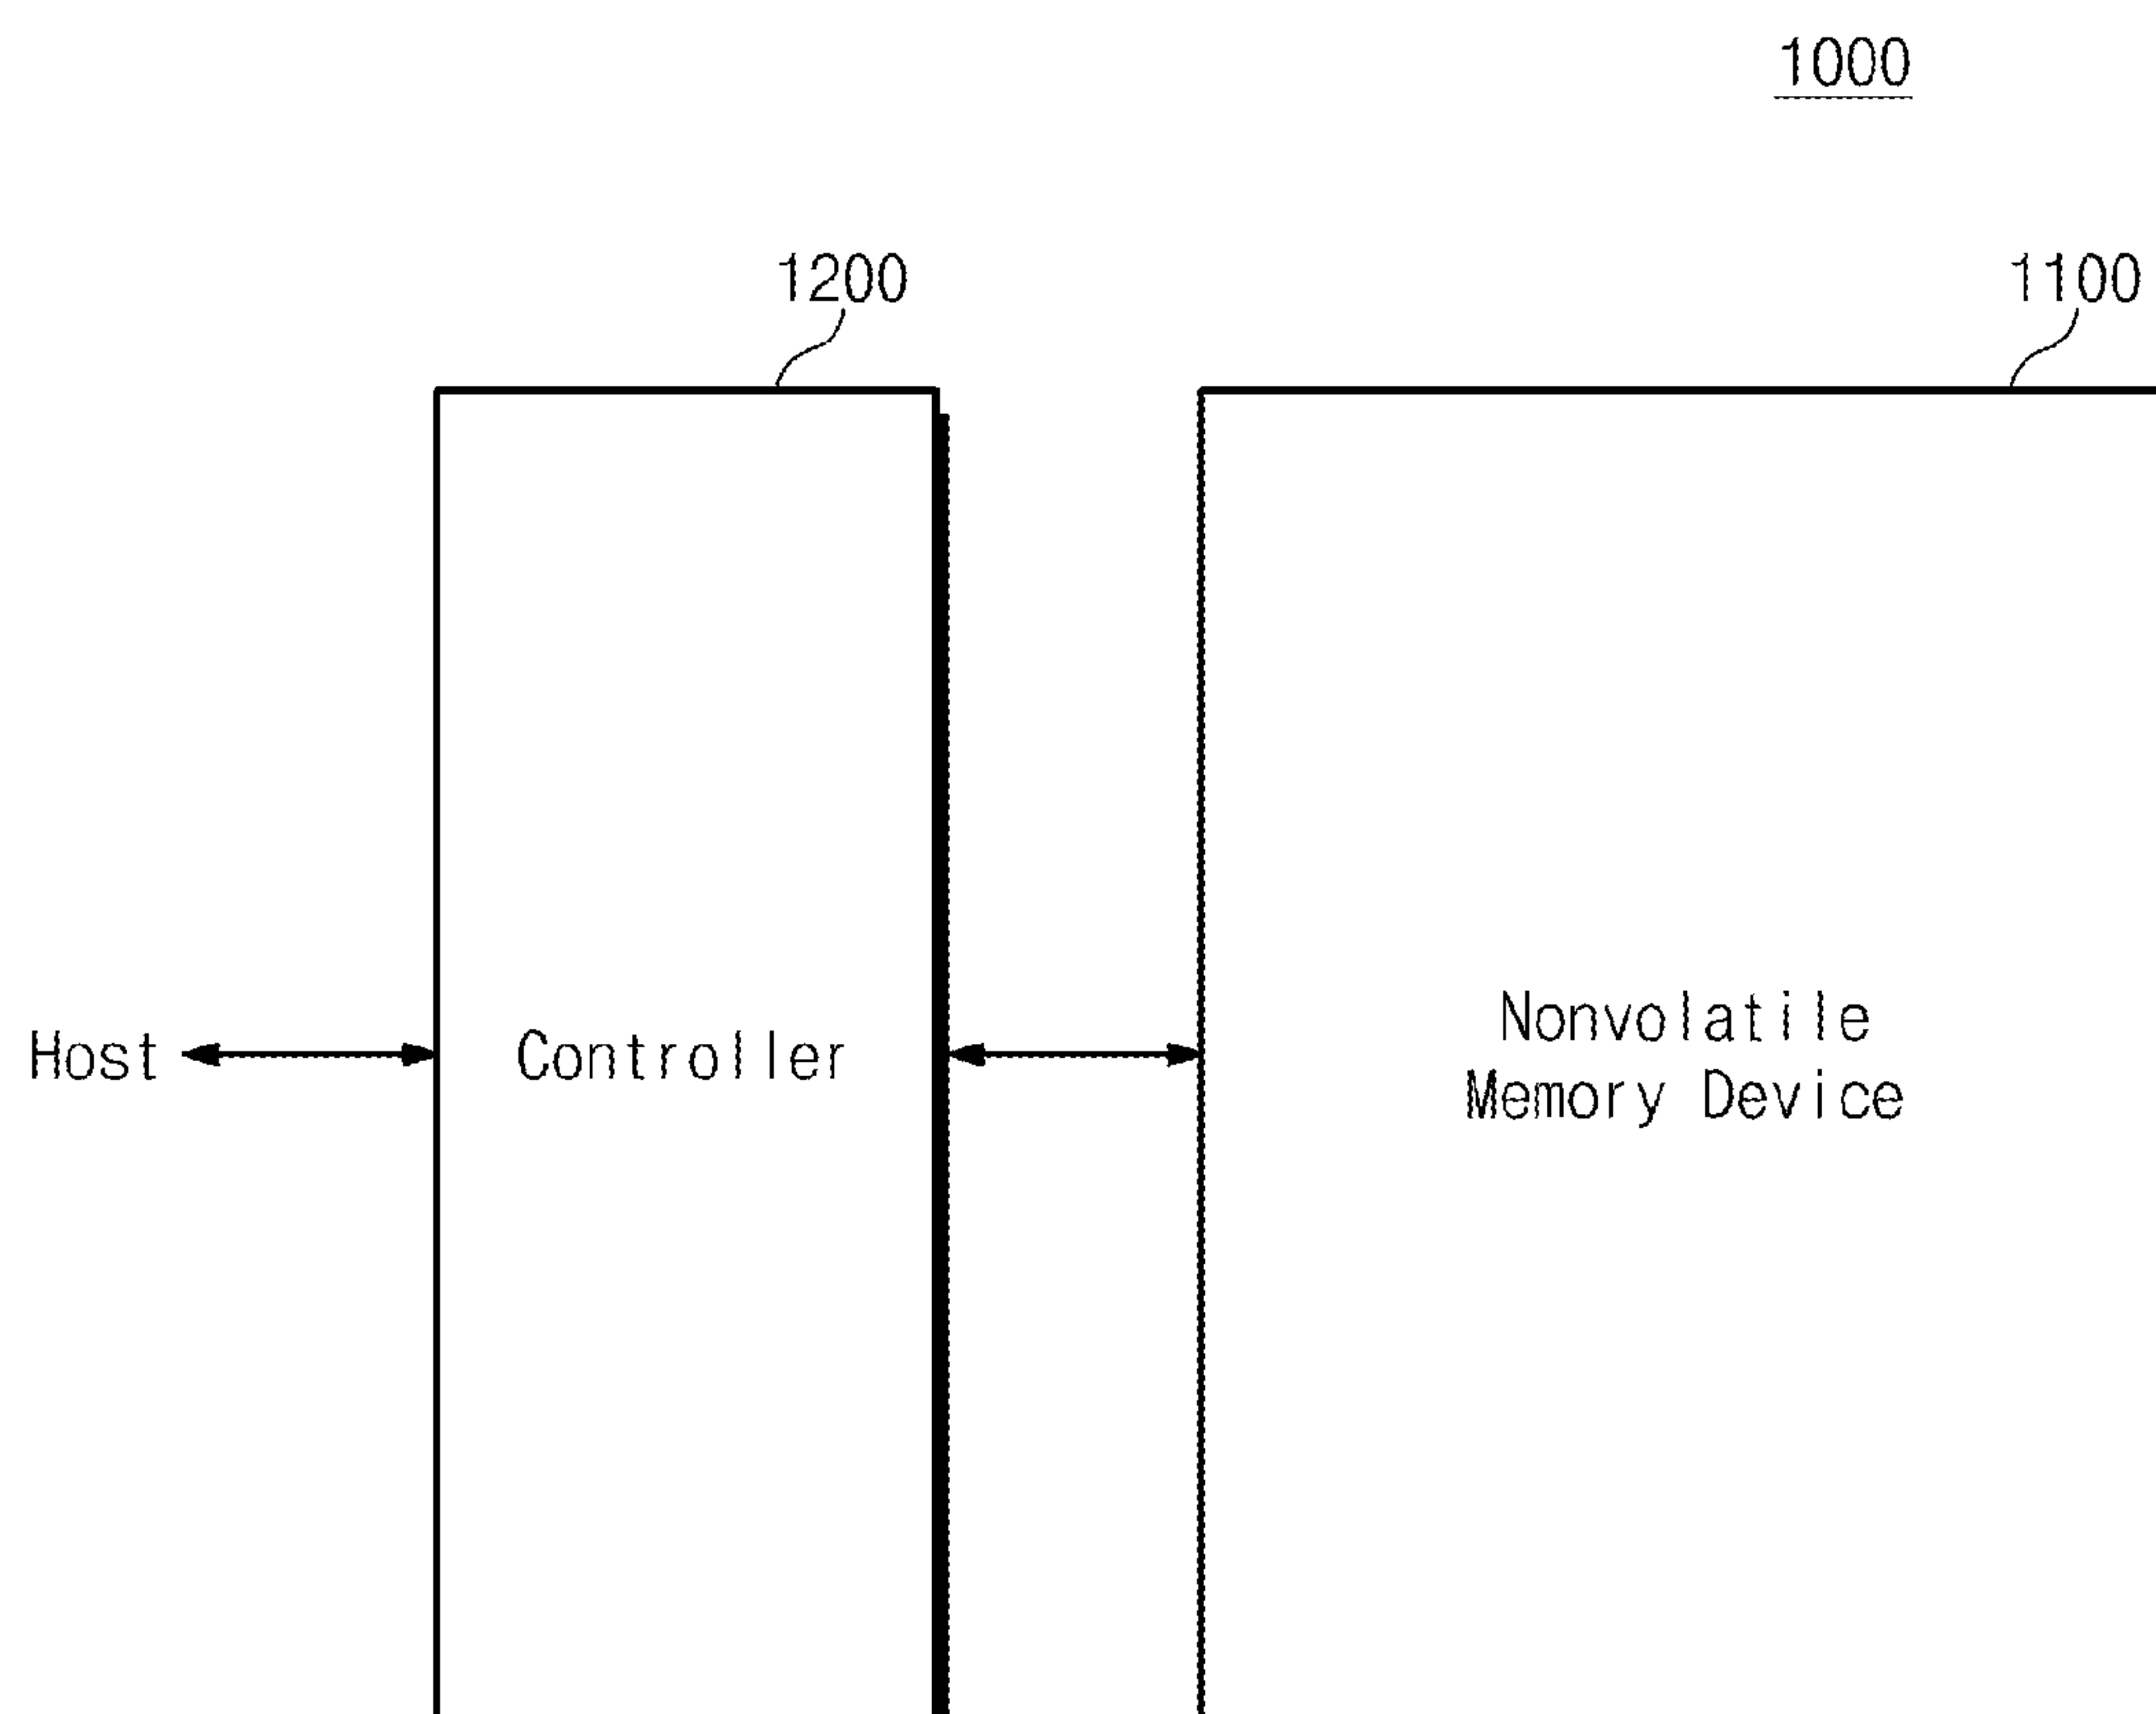 1000
1200
1100
Host
Controller
Nonvolatile
Memory Device